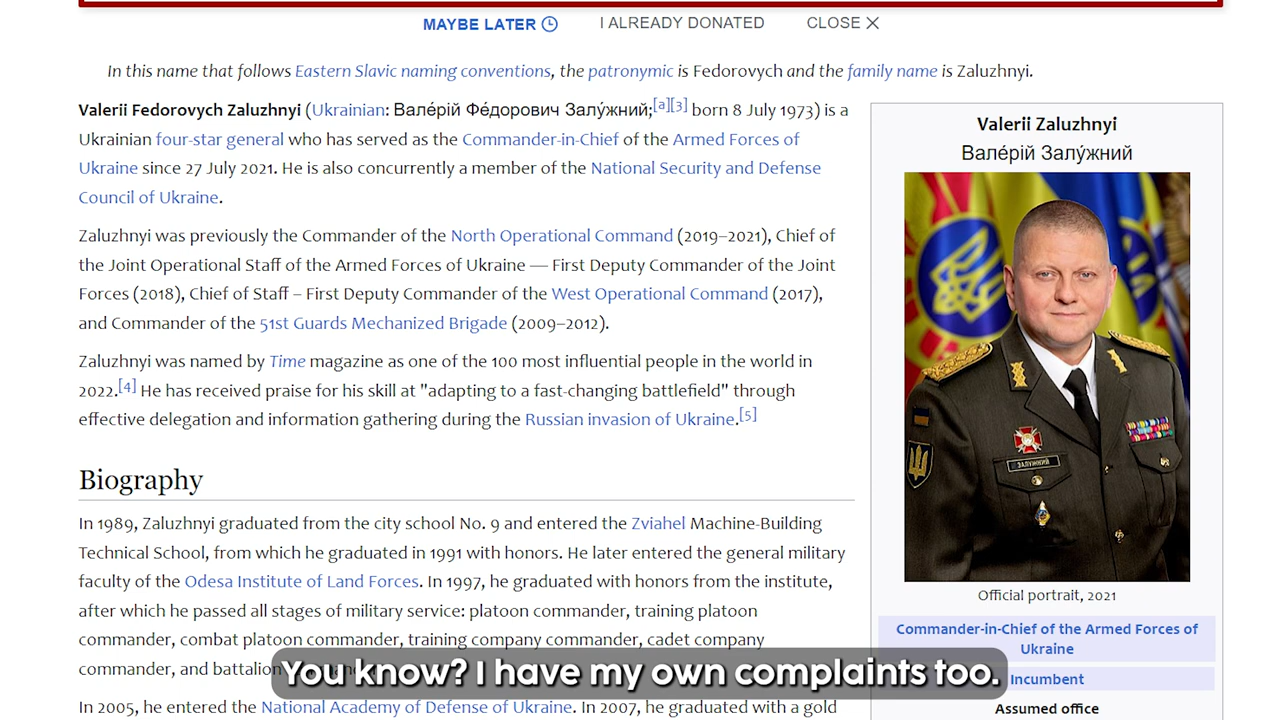 MAYBE LATER
I ALREADY DONATED
CLOSE
In this name that follows Eastern Slavic naming conventions, the patronymic is Fedorovych and the family name is Zaluzhnyi.
Valerii Fedorovych Zaluzhnyi (Ukrainian: Вале́рій Фе́дорович Залу́жний;[a][3] born 8 July 1973) is a
Ukrainian four-star general who has served as the Commander-in-Chief of the Armed Forces of
Ukraine since 27 July 2021. He is also concurrently a member of the National Security and Defense
Council of Ukraine.
Zaluzhnyi was previously the Commander of the North Operational Command (2019–2021), Chief of
the Joint Operational Staff of the Armed Forces of Ukraine — First Deputy Commander of the Joint
Forces (2018), Chief of Staff – First Deputy Commander of the West Operational Command (2017),
and Commander of the 51st Guards Mechanized Brigade (2009–2012).
Zaluzhnyi was named by Time magazine as one of the 100 most influential people in the world in
2022.[4] He has received praise for his skill at "adapting to a fast-changing battlefield" through
effective delegation and information gathering during the Russian invasion of Ukraine.[5]
Biography
In 1989, Zaluzhnyi graduated from the city school No. 9 and entered the Zviahel Machine-Building
Technical School, from which he graduated in 1991 with honors. He later entered the general military
faculty of the Odesa Institute of Land Forces. In 1997, he graduated with honors from the institute,
after which he passed all stages of military service: platoon commander, training platoon
commander, combat platoon commander, training company commander, cadet company
commander, and battalion
In 2005, he entered the National Academy of Defense of Ukraine. In 2007, he graduated with a gold
Valerii Zaluzhnyi
Вале́рій Залу́жний
ЗАЛУЖНИЙ
Official portrait, 2021
Commander-in-Chief of the Armed Forces of
Ukraine
Incumbent
Assumed office
You know? I have my own complaints too.